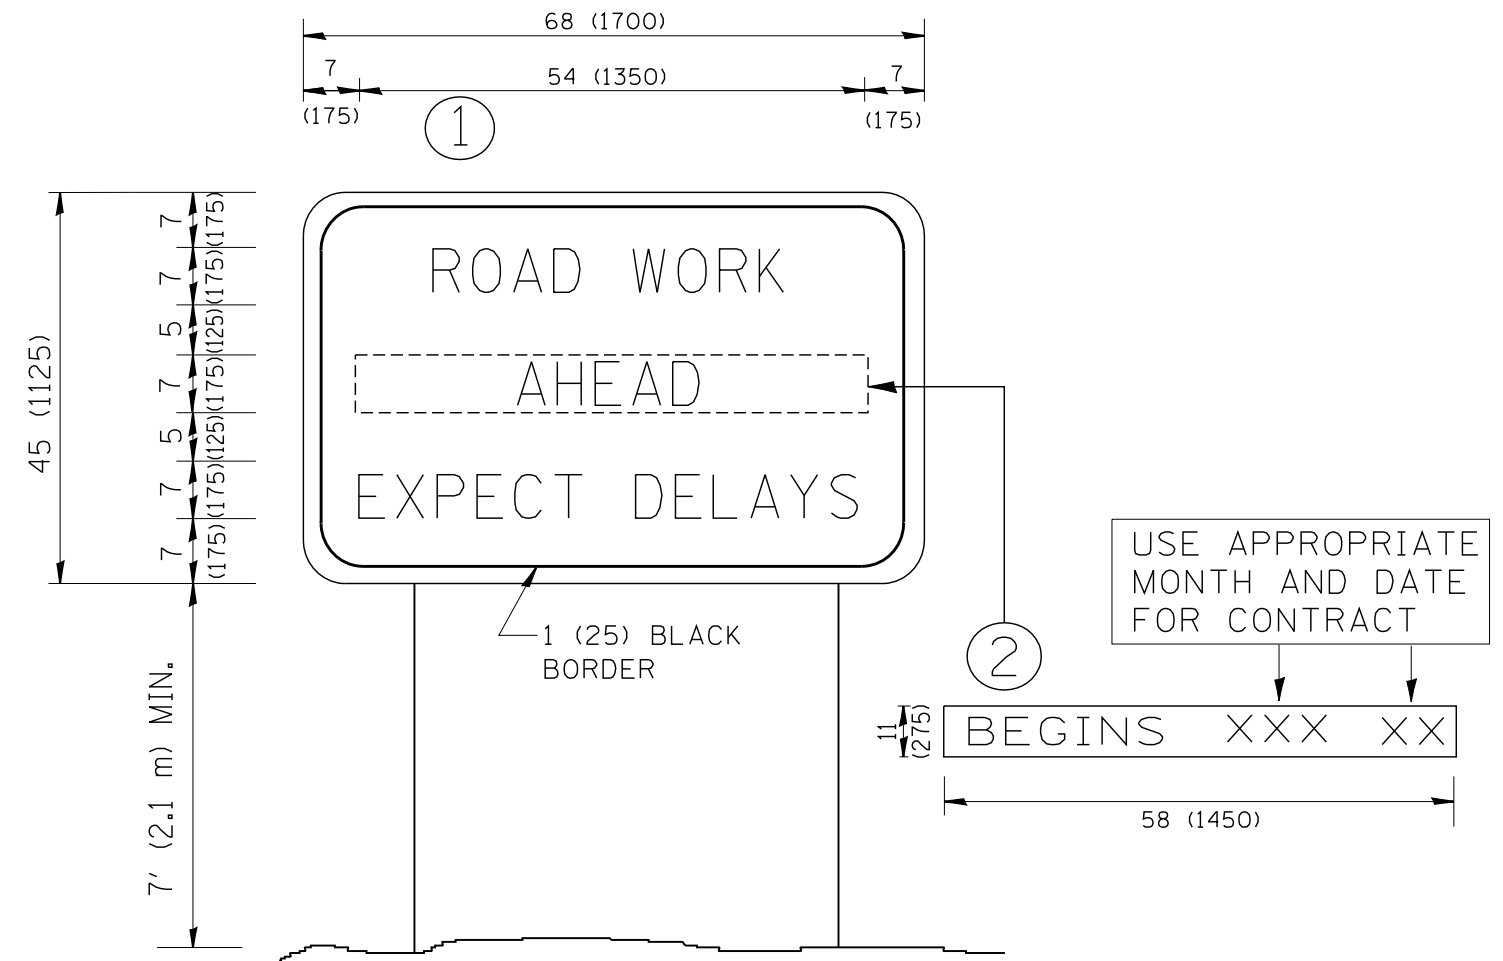 68 (1700)
7
54 (1350)
7
(175)
(175)
1
7 (175)
7 (175)
5 (125)
7 (175)
5 (125)
7 (175)
7 (175)
45 (1125)
ROAD WORK
AHEAD
EXPECT DELAYS
1 (25) BLACK
BORDER
7' (2.1 m) MIN.
USE APPROPRIATE
MONTH AND DATE
FOR CONTRACT
2
11
(275)
BEGINS XXX XX
58 (1450)